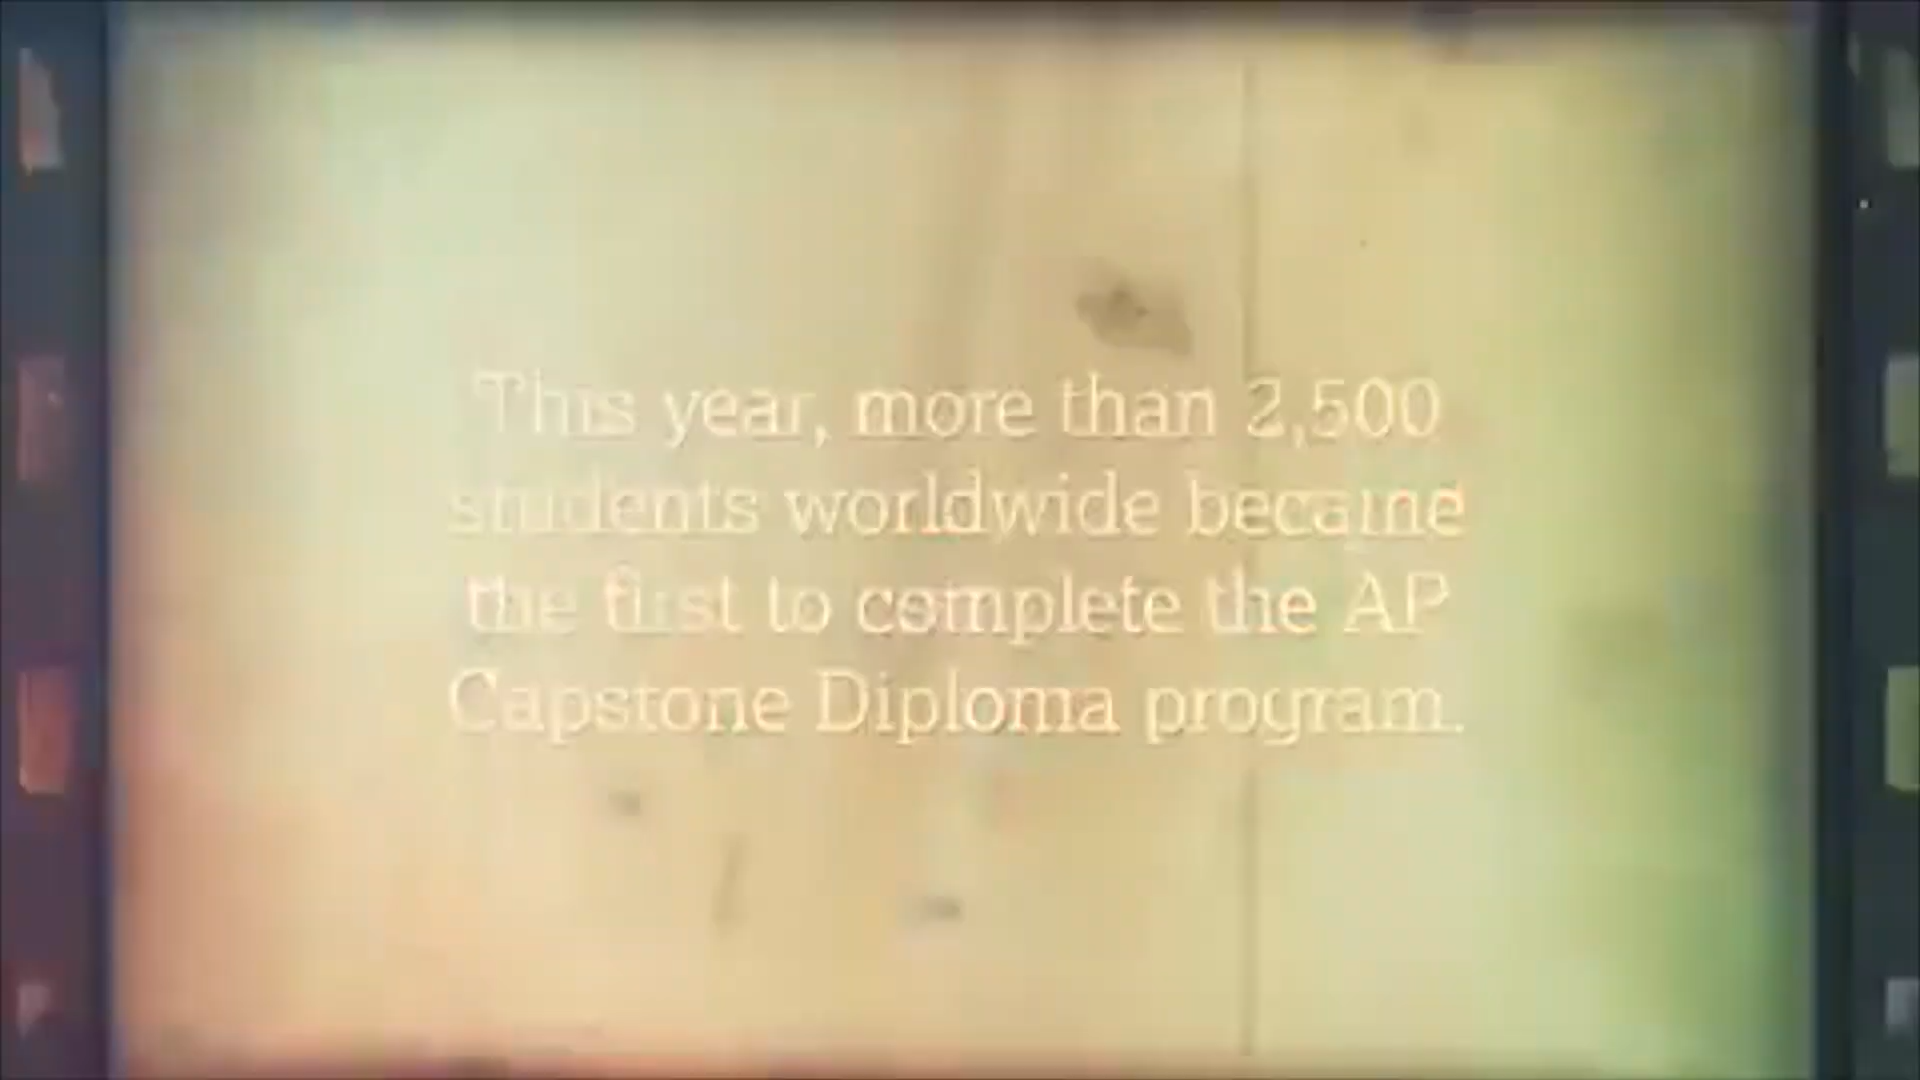 This year, more than 2,500
students worldwide became
the first to complete the AP
Capstone Diploma program.